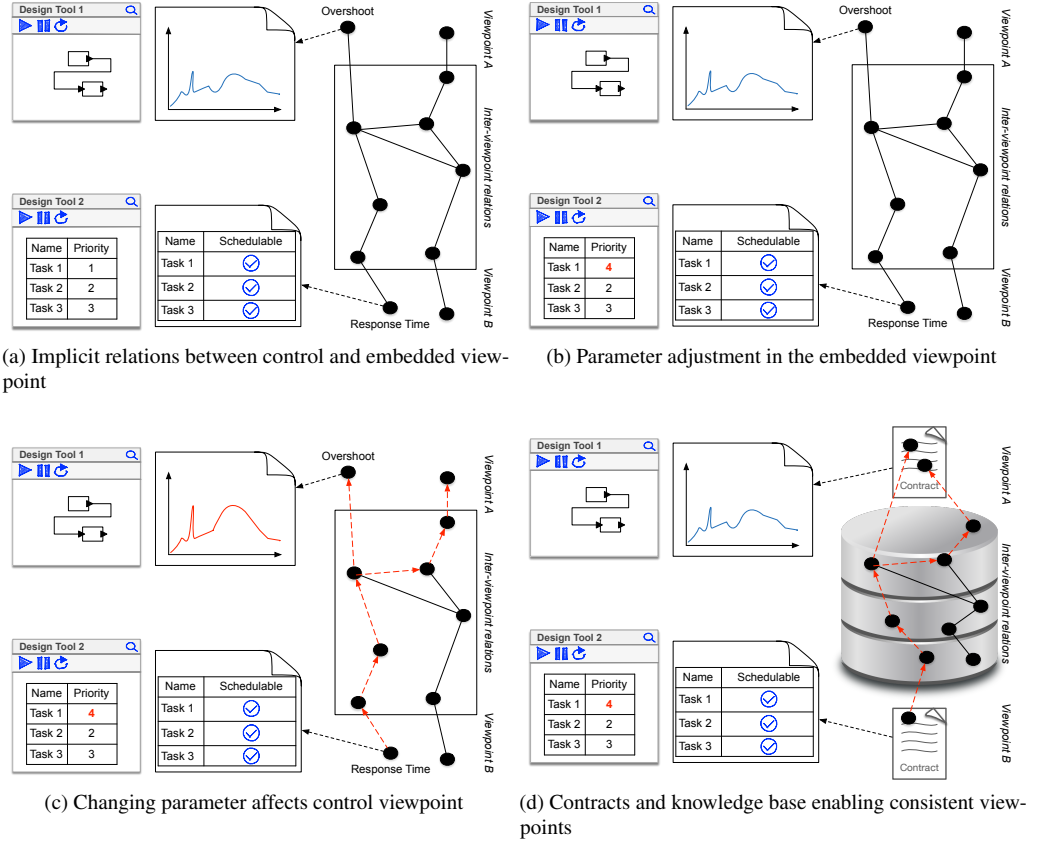 Design Tool 1
Overshoot
Viewpoint A
Inter-viewpoint relations
Design Tool 2
Name Priority
Task 1 1
Task 2 2
Task 3 3
Name Schedulable
Task 1
Task 2
Task 3
Response Time
Viewpoint B
(a) Implicit relations between control and embedded view-
point
Design Tool 1
Overshoot
Viewpoint A
Inter-viewpoint relations
Design Tool 2
Name Priority
Task 1 4
Task 2 2
Task 3 3
Name Schedulable
Task 1
Task 2
Task 3
Response Time
Viewpoint B
(b) Parameter adjustment in the embedded viewpoint
Design Tool 1
Overshoot
Viewpoint A
Inter-viewpoint relations
Design Tool 2
Name Priority
Task 1 4
Task 2 2
Task 3 3
Name Schedulable
Task 1
Task 2
Task 3
Response Time
Viewpoint B
(c) Changing parameter affects control viewpoint
Design Tool 1
Contract
Viewpoint A
Inter-viewpoint relations
Design Tool 2
Name Priority
Task 1 4
Task 2 2
Task 3 3
Name Schedulable
Task 1
Task 2
Task 3
Contract
Viewpoint B
(d) Contracts and knowledge base enabling consistent view-
points